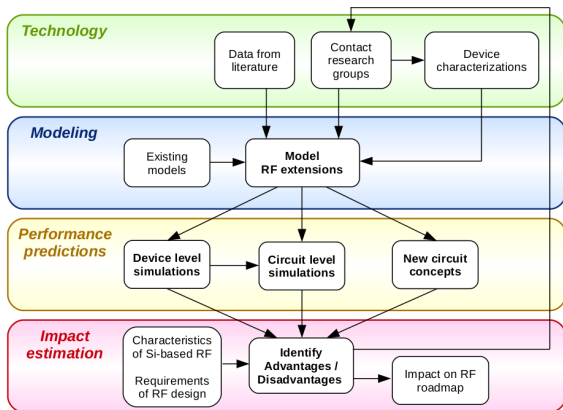 Technology
Data from
literature
Contact
research
groups
Device
characterizations
Modeling
Existing
models
Model
RF extensions
Performance
predictions
Device level
simulations
Circuit level
simulations
New circuit
concepts
Impact
estimation
Characteristics
of Si-based RF
Requirements
of RF design
Identify
Advantages /
Disadvantages
Impact on RF
roadmap